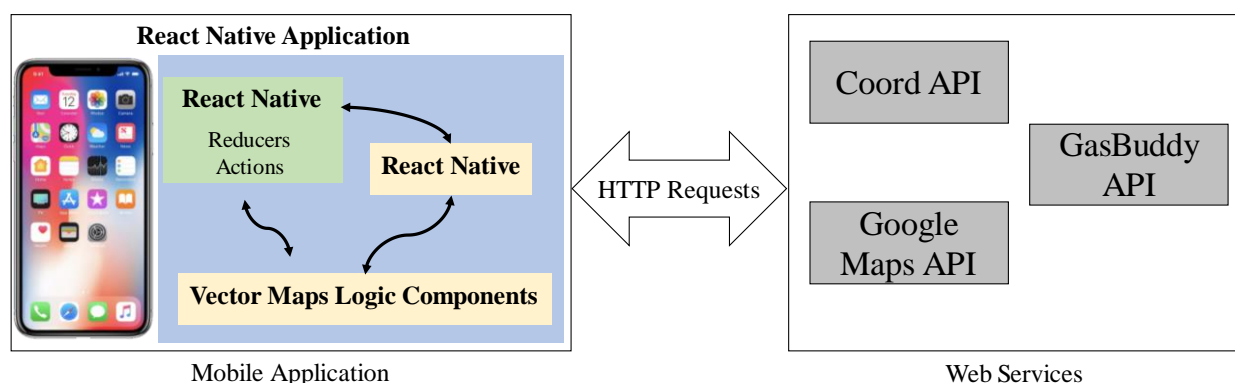 React Native Application
React Native
Reducers
Actions
React Native
Vector Maps Logic Components
Mobile Application
HTTP Requests
Coord API
GasBuddy
API
Google
Maps API
Web Services